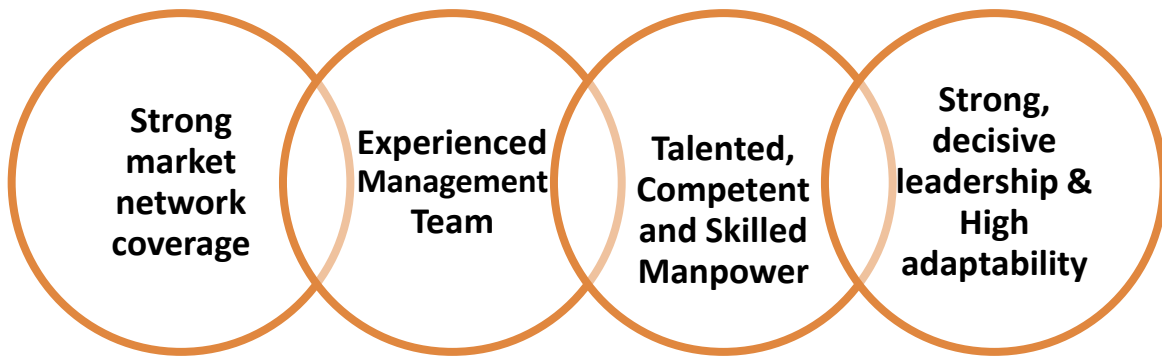 Strong
market
network
coverage
Experienced
Management
Team
Talented,
Competent
and Skilled
Manpower
Strong,
decisive
leadership &
High
adaptability